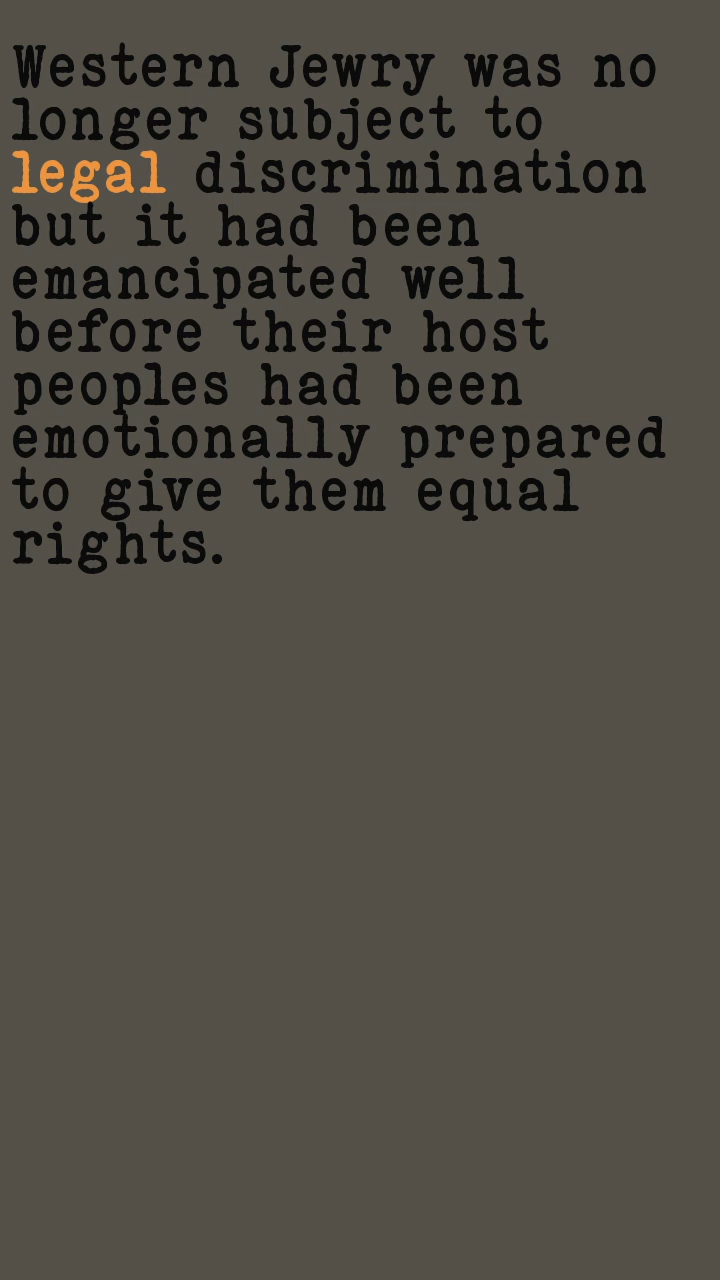 Western Jewry was no
longer subject to
legal discrimination
but it had been
emancipated well
before their host
peoples had been
emotionally prepared
to give them equal
rights.